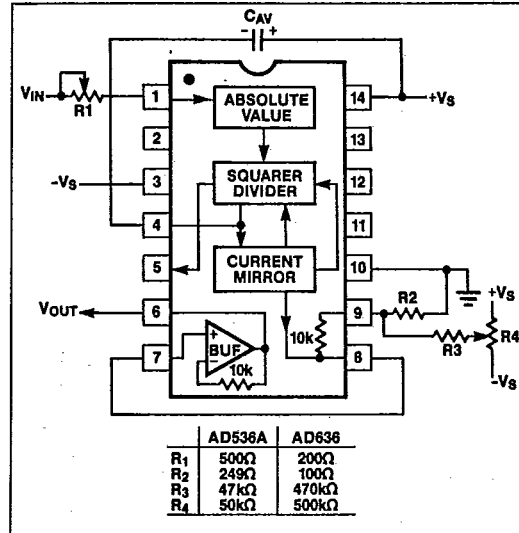 CAV
− +
VIN
R1
1
ABSOLUTE
VALUE
14
+VS
2
13
−VS
3
SQUARER
DIVIDER
12
4
11
5
CURRENT
MIRROR
10
+VS
VOUT
6
9
R2
R4
10k
R3
7
+
BUF
−
10k
8
−VS
AD536A AD636
R1 500Ω 200Ω
R2 249Ω 100Ω
R3 47kΩ 470kΩ
R4 50kΩ 500kΩ